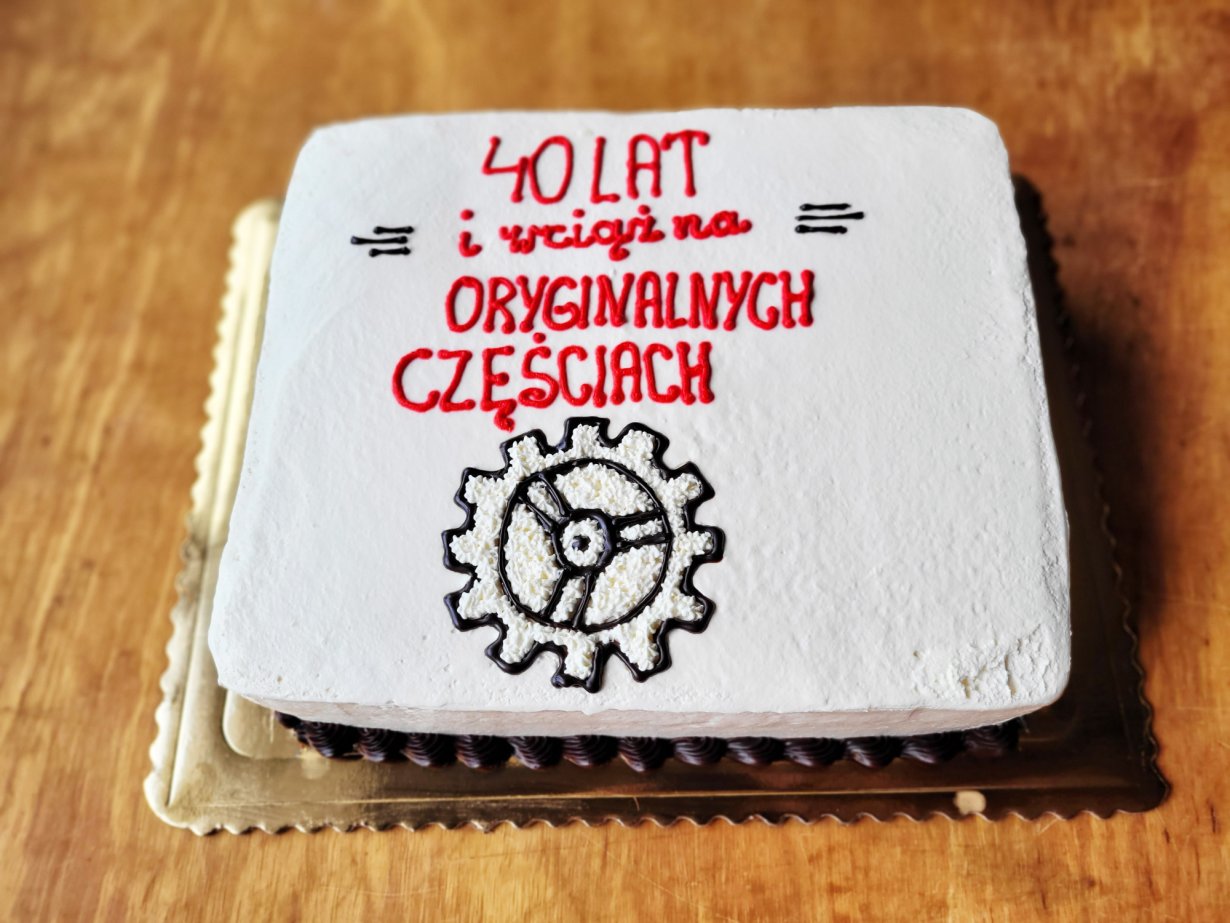 40 LAT
i wciąż na
ORYGINALNYCH
CZĘŚCIACH